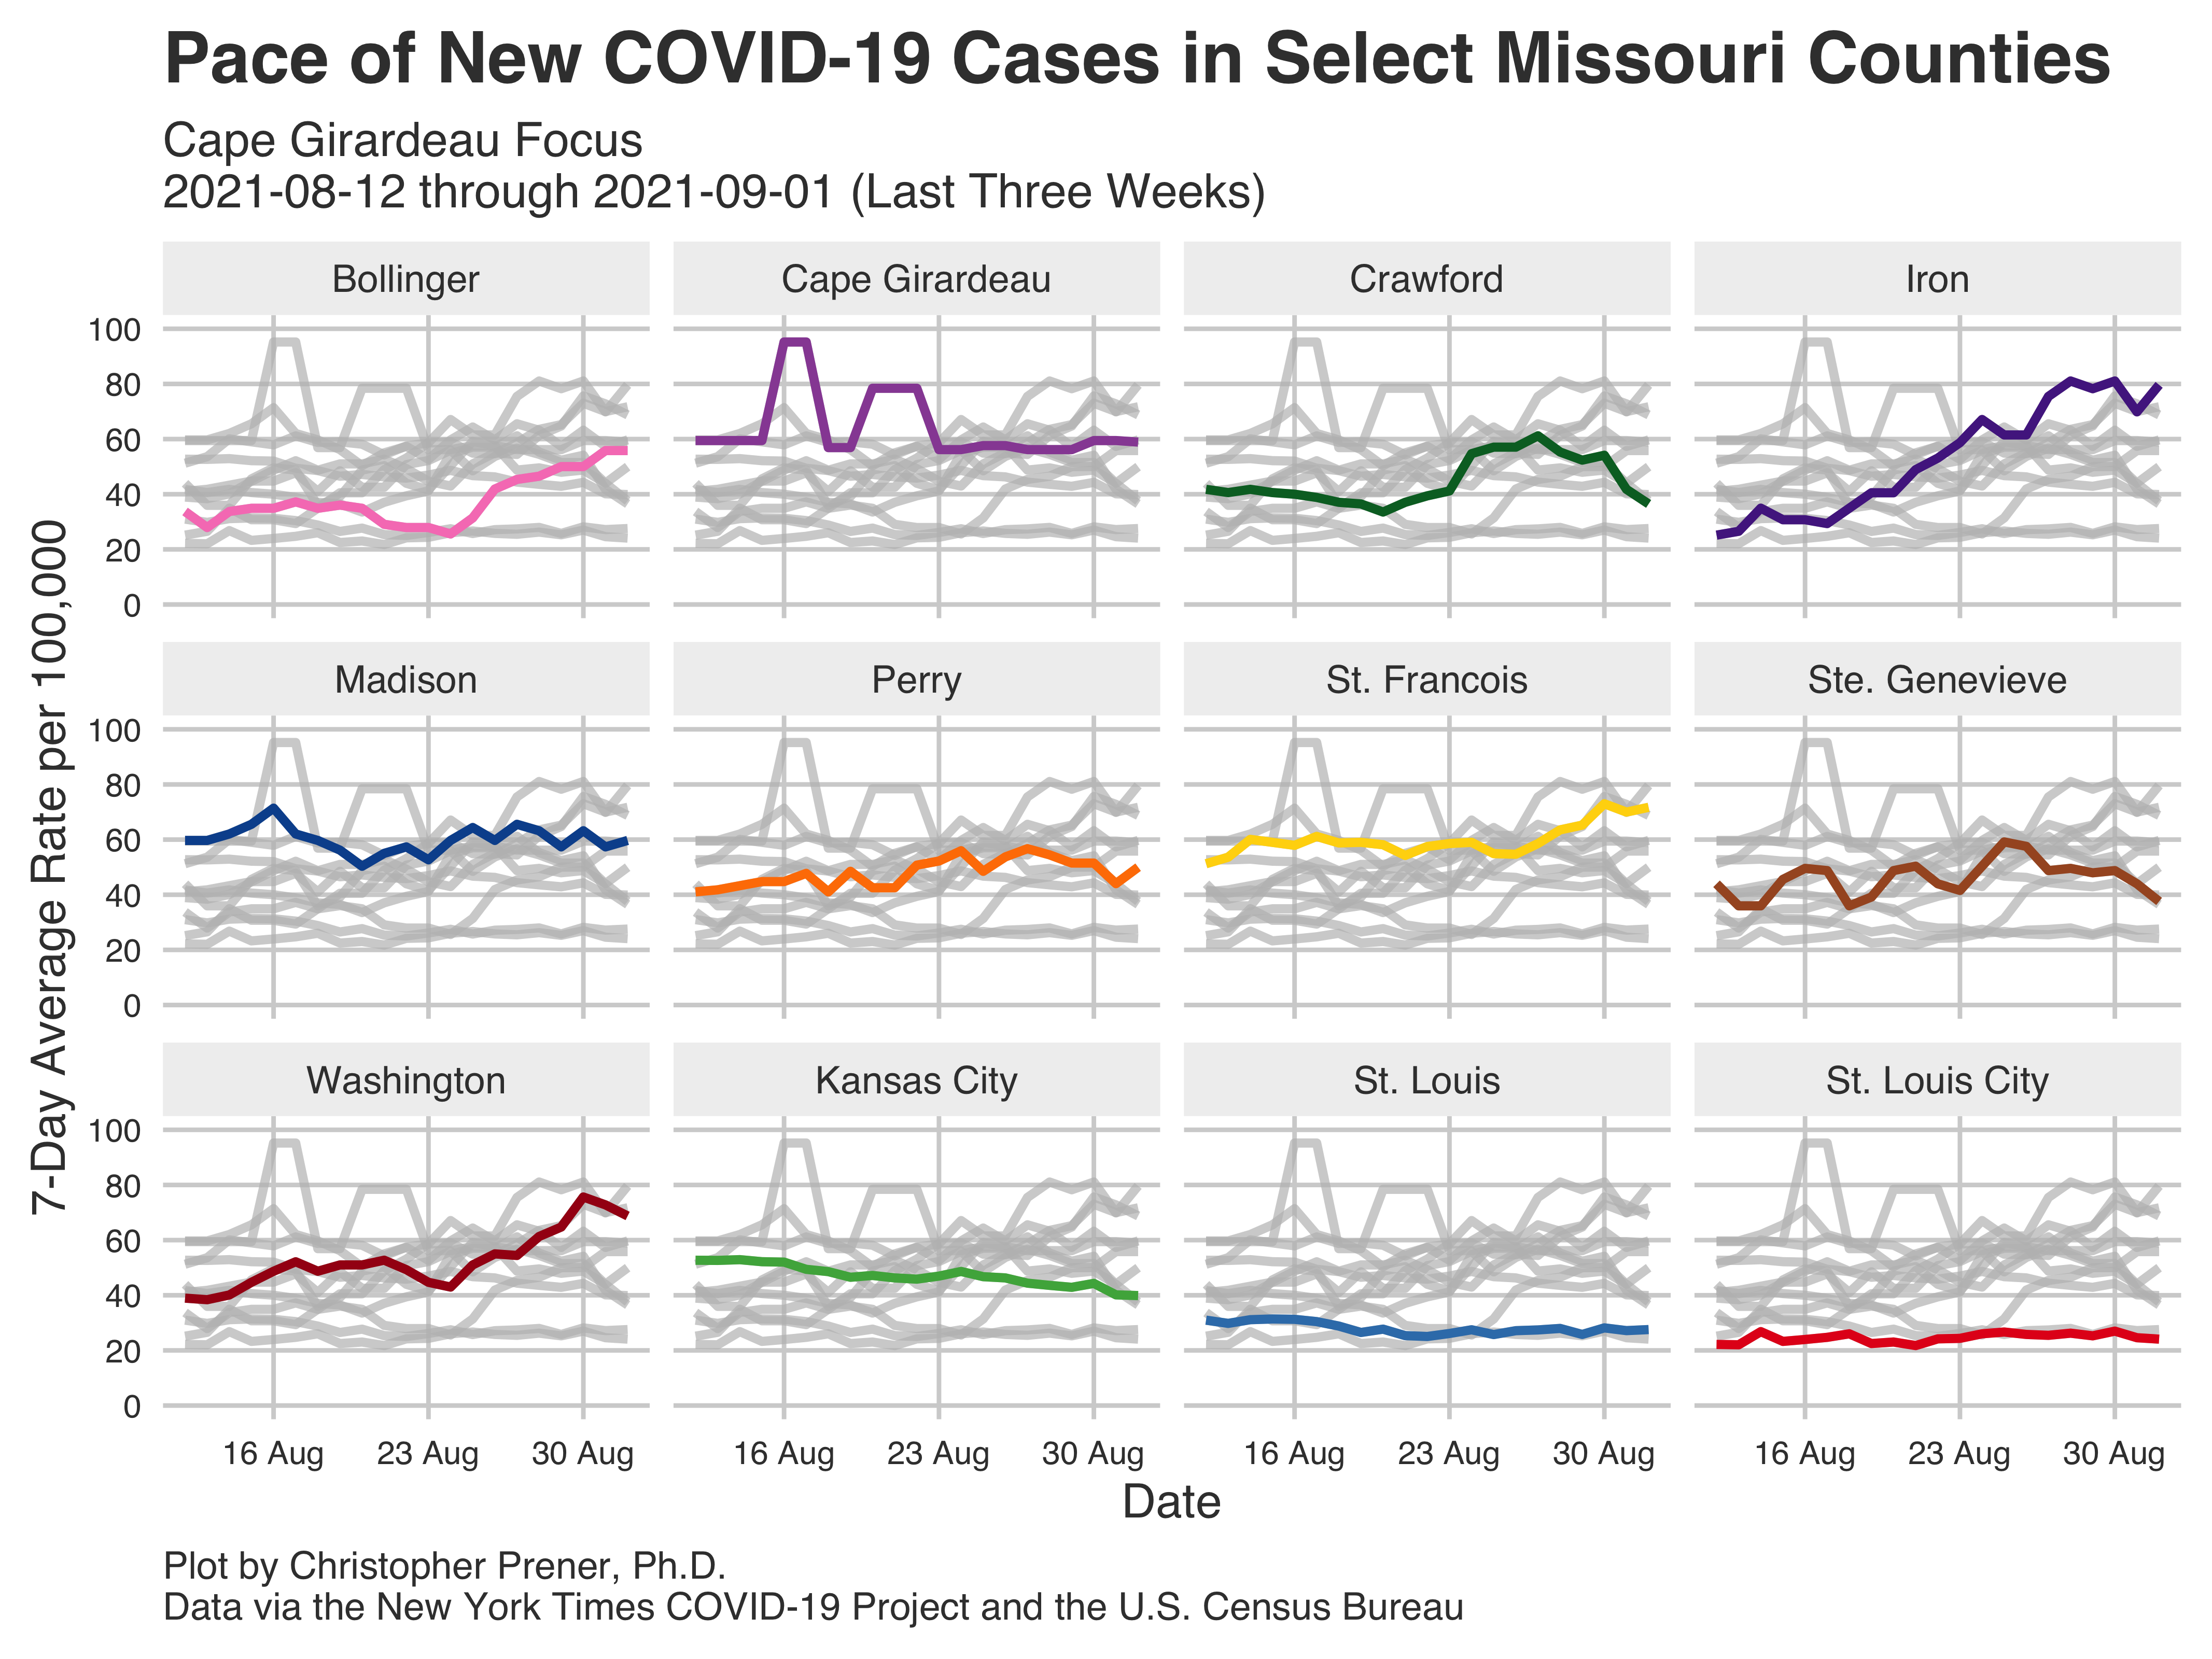 Pace of New COVID-19 Cases in Select Missouri Counties
Cape Girardeau Focus
2021-08-12 through 2021-09-01 (Last Three Weeks)
7-Day Average Rate per 100,000
Bollinger
Cape Girardeau
Crawford
Iron
100
80
60
40
20
0
Madison
Perry
St. Francois
Ste. Genevieve
100
80
60
40
20
0
Washington
Kansas City
St. Louis
St. Louis City
100
80
60
40
20
0
16 Aug
23 Aug
30 Aug
16 Aug
23 Aug
30 Aug
16 Aug
23 Aug
30 Aug
16 Aug
23 Aug
30 Aug
Date
Plot by Christopher Prener, Ph.D.
Data via the New York Times COVID-19 Project and the U.S. Census Bureau